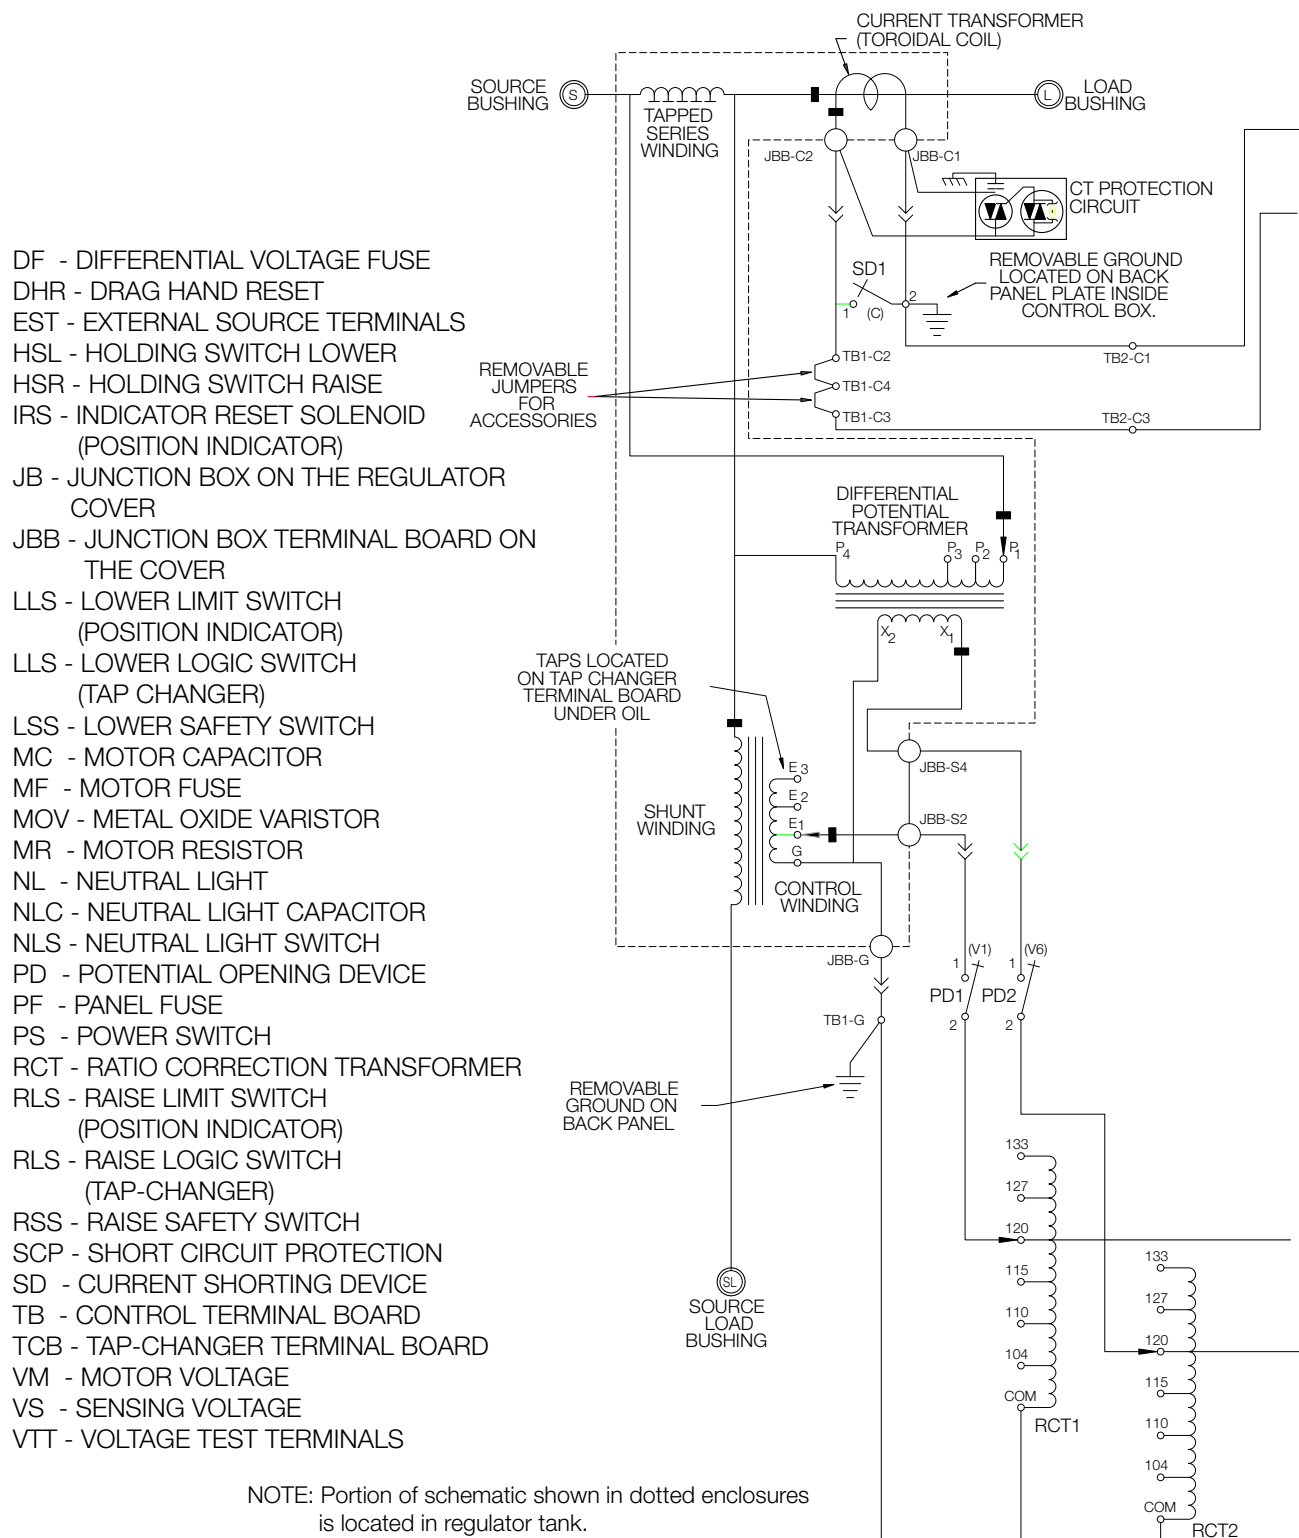 CURRENT TRANSFORMER
(TOROIDAL COIL)
SOURCE
BUSHING
S
TAPPED
SERIES
WINDING
L
LOAD
BUSHING
JBB-C2
JBB-C1
CT PROTECTION
CIRCUIT
REMOVABLE GROUND
LOCATED ON BACK
PANEL PLATE INSIDE
CONTROL BOX.
SD1
1
(C)
2
TB1-C2
TB1-C4
TB1-C3
TB2-C1
TB2-C3
REMOVABLE
JUMPERS
FOR
ACCESSORIES
DF - DIFFERENTIAL VOLTAGE FUSE
DHR - DRAG HAND RESET
EST - EXTERNAL SOURCE TERMINALS
HSL - HOLDING SWITCH LOWER
HSR - HOLDING SWITCH RAISE
IRS - INDICATOR RESET SOLENOID
(POSITION INDICATOR)
JB - JUNCTION BOX ON THE REGULATOR
COVER
JBB - JUNCTION BOX TERMINAL BOARD ON
THE COVER
LLS - LOWER LIMIT SWITCH
(POSITION INDICATOR)
LLS - LOWER LOGIC SWITCH
(TAP CHANGER)
LSS - LOWER SAFETY SWITCH
MC - MOTOR CAPACITOR
MF - MOTOR FUSE
MOV - METAL OXIDE VARISTOR
MR - MOTOR RESISTOR
NL - NEUTRAL LIGHT
NLC - NEUTRAL LIGHT CAPACITOR
NLS - NEUTRAL LIGHT SWITCH
PD - POTENTIAL OPENING DEVICE
PF - PANEL FUSE
PS - POWER SWITCH
RCT - RATIO CORRECTION TRANSFORMER
RLS - RAISE LIMIT SWITCH
(POSITION INDICATOR)
RLS - RAISE LOGIC SWITCH
(TAP-CHANGER)
RSS - RAISE SAFETY SWITCH
SCP - SHORT CIRCUIT PROTECTION
SD - CURRENT SHORTING DEVICE
TB - CONTROL TERMINAL BOARD
TCB - TAP-CHANGER TERMINAL BOARD
VM - MOTOR VOLTAGE
VS - SENSING VOLTAGE
VTT - VOLTAGE TEST TERMINALS
DIFFERENTIAL
POTENTIAL
TRANSFORMER
P4
P3
P2
P1
X2
X1
TAPS LOCATED
ON TAP CHANGER
TERMINAL BOARD
UNDER OIL
JBB-S4
E3
E2
E1
G
SHUNT
WINDING
JBB-S2
CONTROL
WINDING
JBB-G
TB1-G
1
(V1)
PD1
2
1
(V6)
PD2
2
REMOVABLE
GROUND ON
BACK PANEL
133
127
120
115
110
104
COM
RCT1
133
127
120
115
110
104
COM
RCT2
SL
SOURCE
LOAD
BUSHING
NOTE: Portion of schematic shown in dotted enclosures
is located in regulator tank.